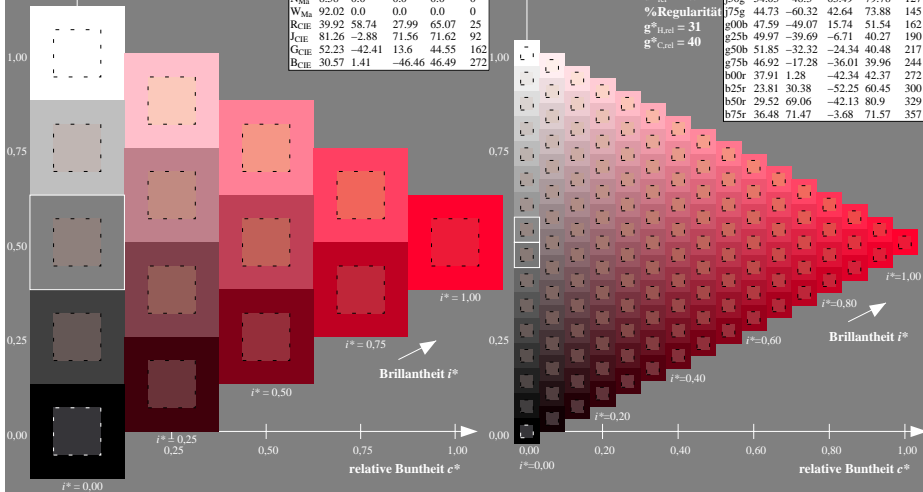 W_Ma 92.02 0.0 0.0 0.0 0
R_CIE 39.92 58.74 27.99 65.07 25
J_CIE 81.26 −2.88 71.56 71.62 92
G_CIE 52.23 −42.41 13.6 44.55 162
B_CIE 30.57 1.41 −46.46 46.49 272
1,00
0,75
0,50
0,25
0,00
i* = 1,00
i* = 0,75
i* = 0,50
i* = 0,25
i* = 0,00
Brillantheit i*
0,25 0,50 0,75 1,00
relative Buntheit c*
%Regularität
g*H,rel = 31
g*C,rel = 40
j75g 44.73 −60.32 42.64 73.88 145
g00b 47.59 −49.07 15.74 51.54 162
g25b 49.97 −39.69 −6.71 40.27 190
g50b 51.85 −32.32 −24.34 40.48 217
g75b 46.92 −17.28 −36.01 39.96 244
b00r 37.91 1.28 −42.34 42.37 272
b25r 23.81 30.38 −52.25 60.45 300
b50r 29.52 69.06 −42.13 80.9 329
b75r 36.48 71.47 −3.68 71.57 357
1,00
0,75
0,50
0,25
0,00
i*=1,00
i*=0,80
i*=0,60
i*=0,40
i*=0,20
i*=0,00
Brillantheit i*
0,00 0,20 0,40 0,60 0,80 1,00
relative Buntheit c*